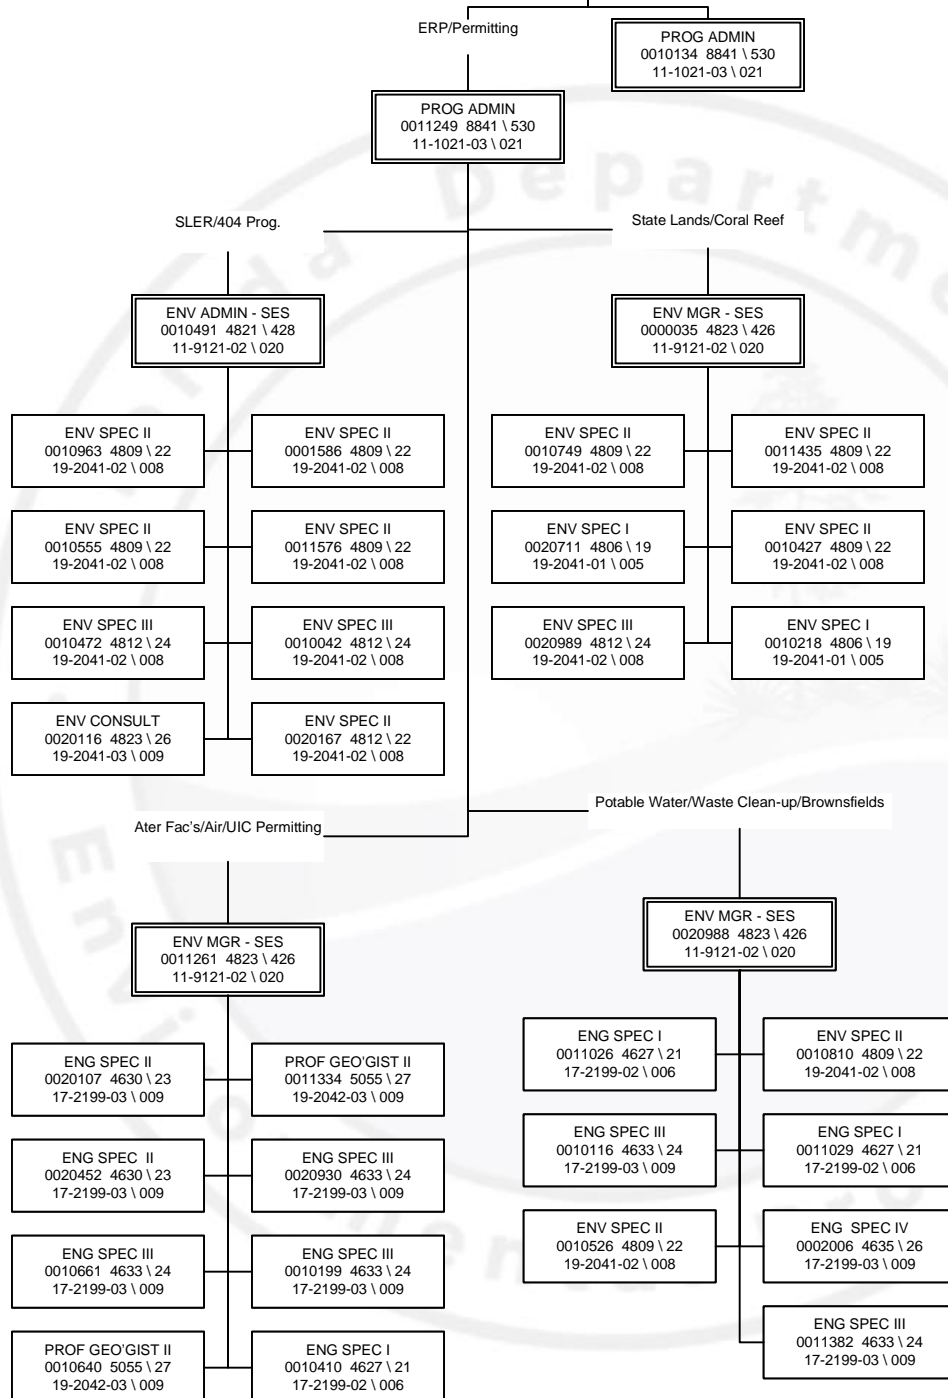 ERP/Permitting
PROG ADMIN
0010134 8841 \ 530
11-1021-03 \ 021
PROG ADMIN
0011249 8841 \ 530
11-1021-03 \ 021
SLER/404 Prog.
State Lands/Coral Reef
ENV ADMIN - SES
0010491 4821 \ 428
11-9121-02 \ 020
ENV MGR - SES
0000035 4823 \ 426
11-9121-02 \ 020
ENV SPEC II
0010963 4809 \ 22
19-2041-02 \ 008
ENV SPEC II
0001586 4809 \ 22
19-2041-02 \ 008
ENV SPEC II
0010749 4809 \ 22
19-2041-02 \ 008
ENV SPEC II
0011435 4809 \ 22
19-2041-02 \ 008
ENV SPEC II
0010555 4809 \ 22
19-2041-02 \ 008
ENV SPEC II
0011576 4809 \ 22
19-2041-02 \ 008
ENV SPEC I
0020711 4806 \ 19
19-2041-01 \ 005
ENV SPEC II
0010427 4809 \ 22
19-2041-02 \ 008
ENV SPEC III
0010472 4812 \ 24
19-2041-02 \ 008
ENV SPEC III
0010042 4812 \ 24
19-2041-02 \ 008
ENV SPEC III
0020989 4812 \ 24
19-2041-02 \ 008
ENV SPEC I
0010218 4806 \ 19
19-2041-01 \ 005
ENV CONSULT
0020116 4823 \ 26
19-2041-03 \ 009
ENV SPEC II
0020167 4812 \ 22
19-2041-02 \ 008
Ater Fac's/Air/UIC Permitting
Potable Water/Waste Clean-up/Brownsfields
ENV MGR - SES
0011261 4823 \ 426
11-9121-02 \ 020
ENV MGR - SES
0020988 4823 \ 426
11-9121-02 \ 020
ENG SPEC II
0020107 4630 \ 23
17-2199-03 \ 009
PROF GEO'GIST II
0011334 5055 \ 27
19-2042-03 \ 009
ENG SPEC I
0011026 4627 \ 21
17-2199-02 \ 006
ENV SPEC II
0010810 4809 \ 22
19-2041-02 \ 008
ENG SPEC II
0020452 4630 \ 23
17-2199-03 \ 009
ENG SPEC III
0020930 4633 \ 24
17-2199-03 \ 009
ENG SPEC III
0010116 4633 \ 24
17-2199-03 \ 009
ENG SPEC I
0011029 4627 \ 21
17-2199-02 \ 006
ENG SPEC III
0010661 4633 \ 24
17-2199-03 \ 009
ENG SPEC III
0010199 4633 \ 24
17-2199-03 \ 009
ENV SPEC II
0010526 4809 \ 22
19-2041-02 \ 008
ENG SPEC IV
0002006 4635 \ 26
17-2199-03 \ 009
PROF GEO'GIST II
0010640 5055 \ 27
19-2042-03 \ 009
ENG SPEC I
0010410 4627 \ 21
17-2199-02 \ 006
ENG SPEC III
0011382 4633 \ 24
17-2199-03 \ 009